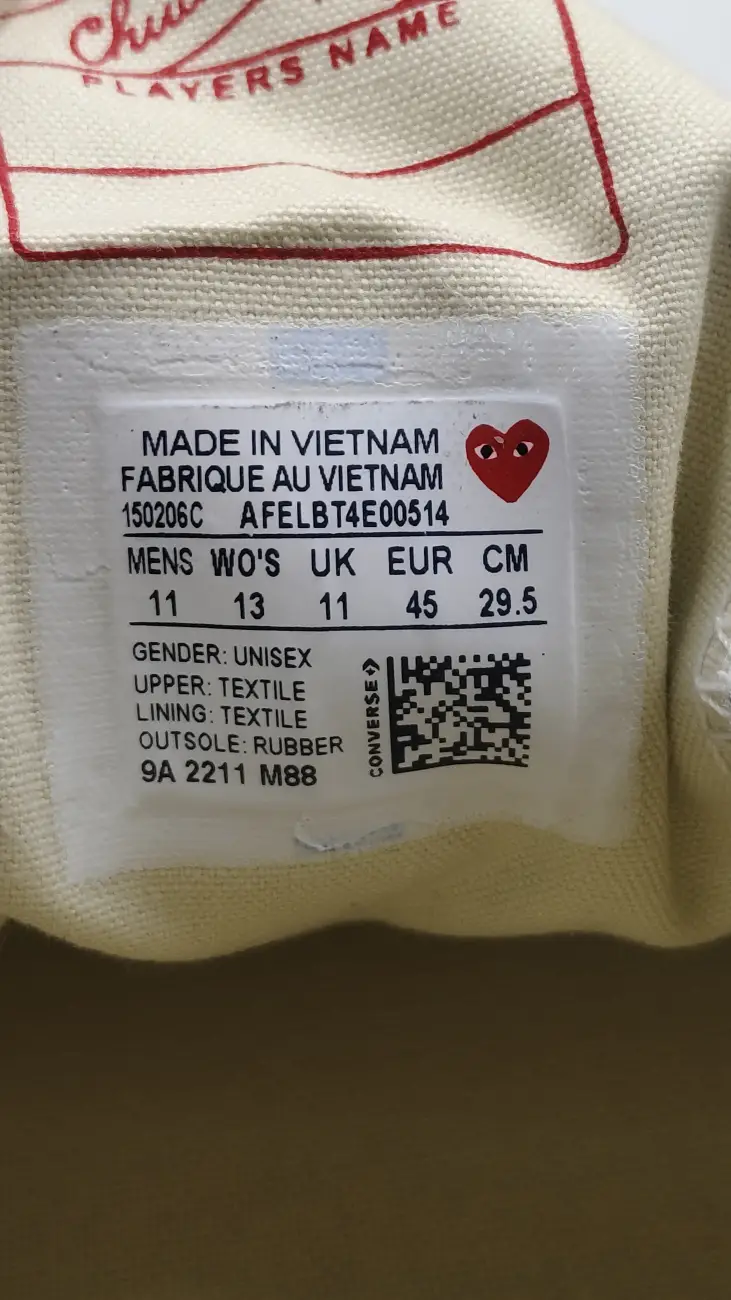 PLAYERS NAME
MADE IN VIETNAM
FABRIQUE AU VIETNAM
150206C AFELBT4E00514
MENS WO'S UK EUR CM
11 13 11 45 29.5
GENDER: UNISEX
UPPER: TEXTILE
LINING: TEXTILE
OUTSOLE: RUBBER
9A 2211 M88
CONVERSE